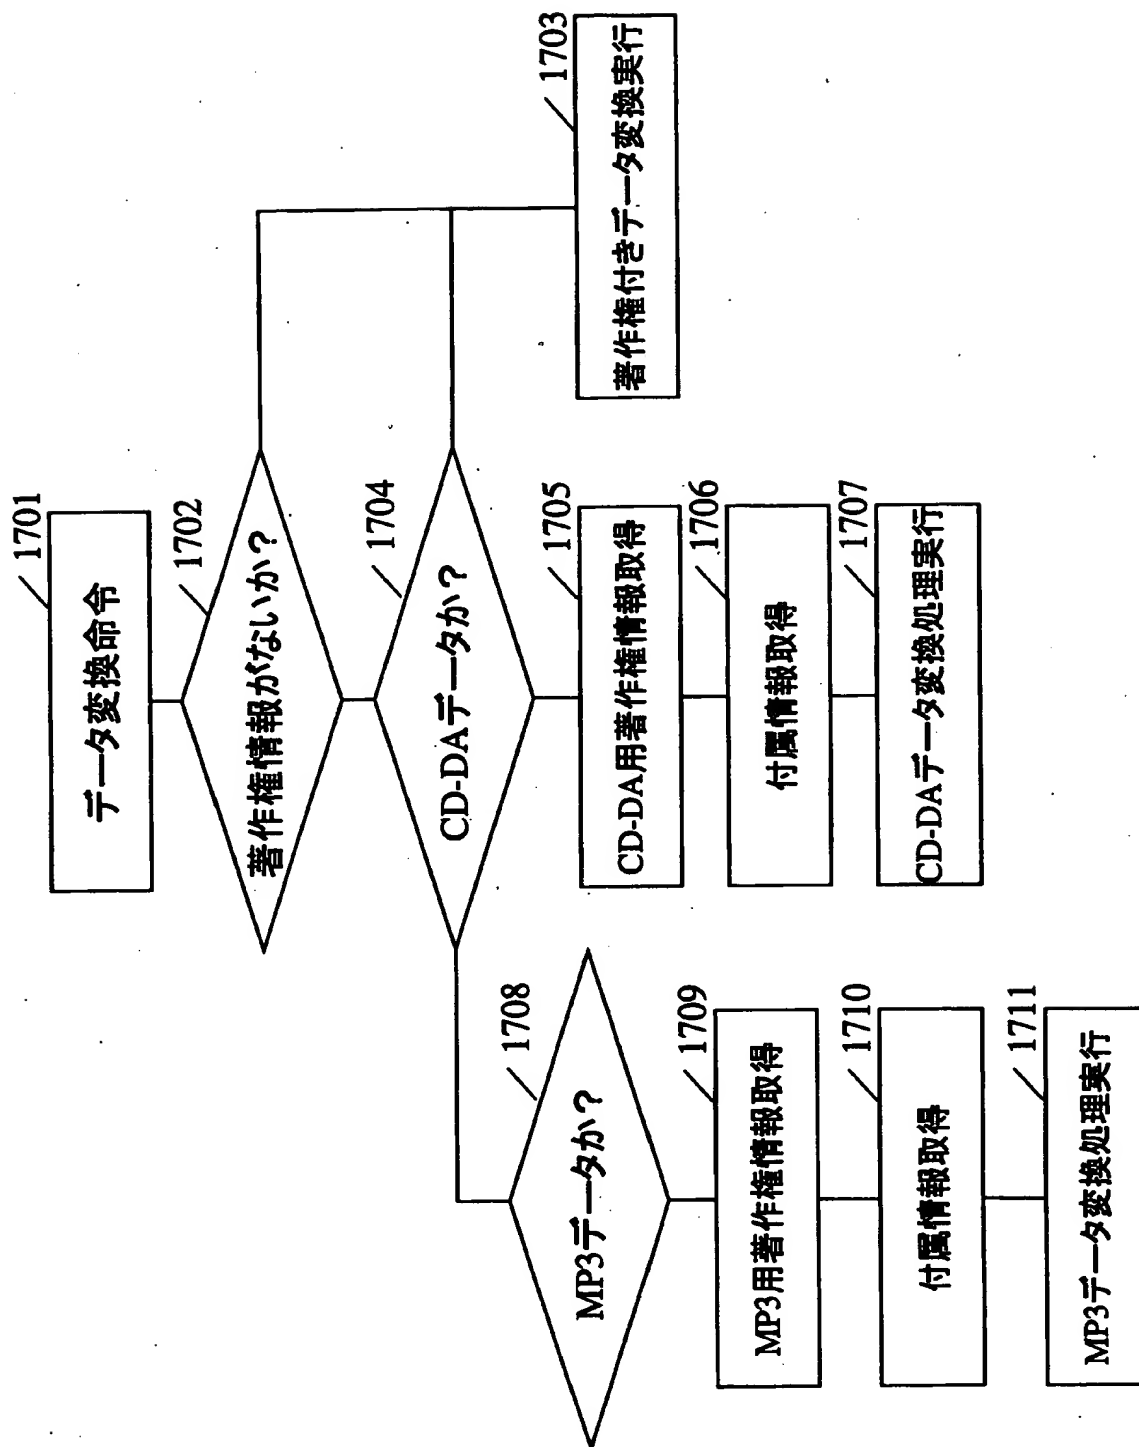 1701
データ変換命令
1702
著作権情報がないか？
1703
著作権付きデータ変換実行
1704
CD-DAデータか？
1705
CD-DA用著作権情報取得
1706
付属情報取得
1707
CD-DAデータ変換処理実行
1708
MP3データか？
1709
MP3用著作権情報取得
1710
付属情報取得
1711
MP3データ変換処理実行